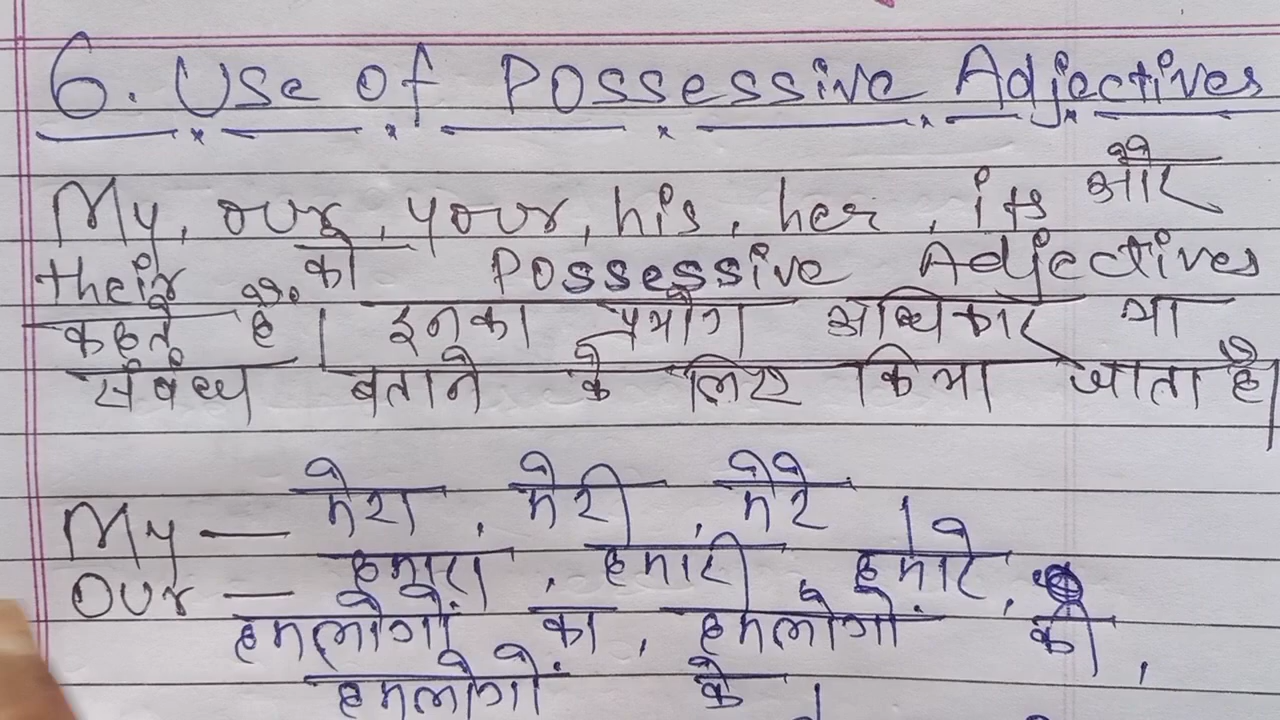 6. Use of Possessive Adjectives
My, our, your, his, her, its और
their को Possessive Adjectives
कहते है। इनका प्रयोग अधिकार या
संबंध बताने के लिए किया जाता है।
My — मेरा, मेरी, मेरे।
Our — हमारा, हमारी, हमारे,
हमलोगों का, हमलोगों की,
हमलोगों के।